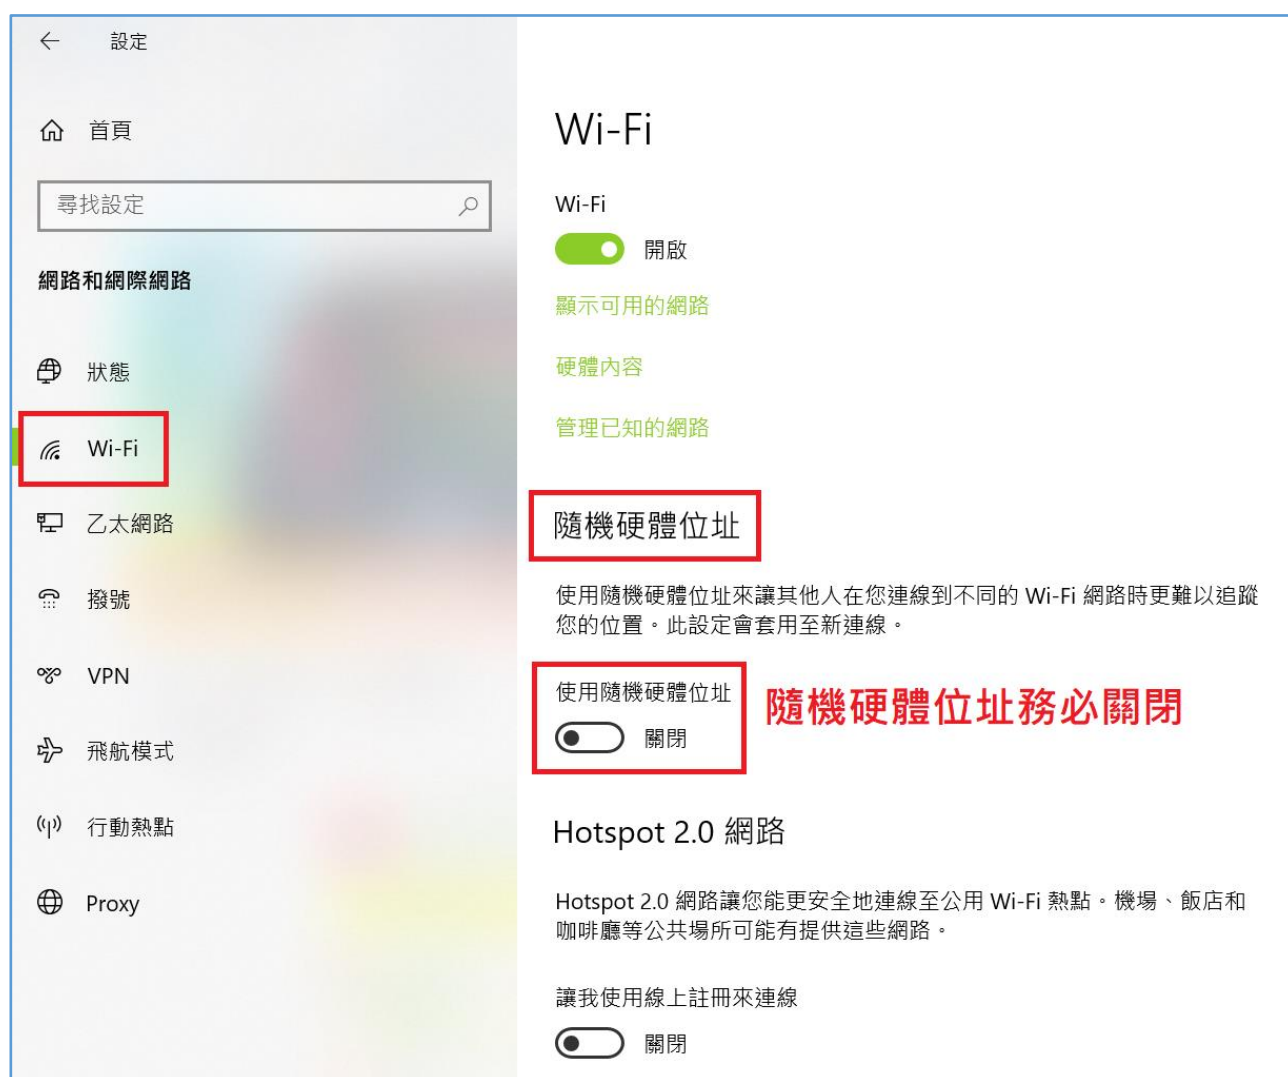 設定
首頁
尋找設定
網路和網際網路
狀態
Wi-Fi
乙太網路
撥號
VPN
飛航模式
行動熱點
Proxy
Wi-Fi
Wi-Fi
開啟
顯示可用的網路
硬體內容
管理已知的網路
隨機硬體位址
使用隨機硬體位址來讓其他人在您連線到不同的 Wi-Fi 網路時更難以追蹤
您的位置。此設定會套用至新連線。
使用隨機硬體位址
關閉
隨機硬體位址務必關閉
Hotspot 2.0 網路
Hotspot 2.0 網路讓您能更安全地連線至公用 Wi-Fi 熱點。機場、飯店和
咖啡廳等公共場所可能有提供這些網路。
讓我使用線上註冊來連線
關閉